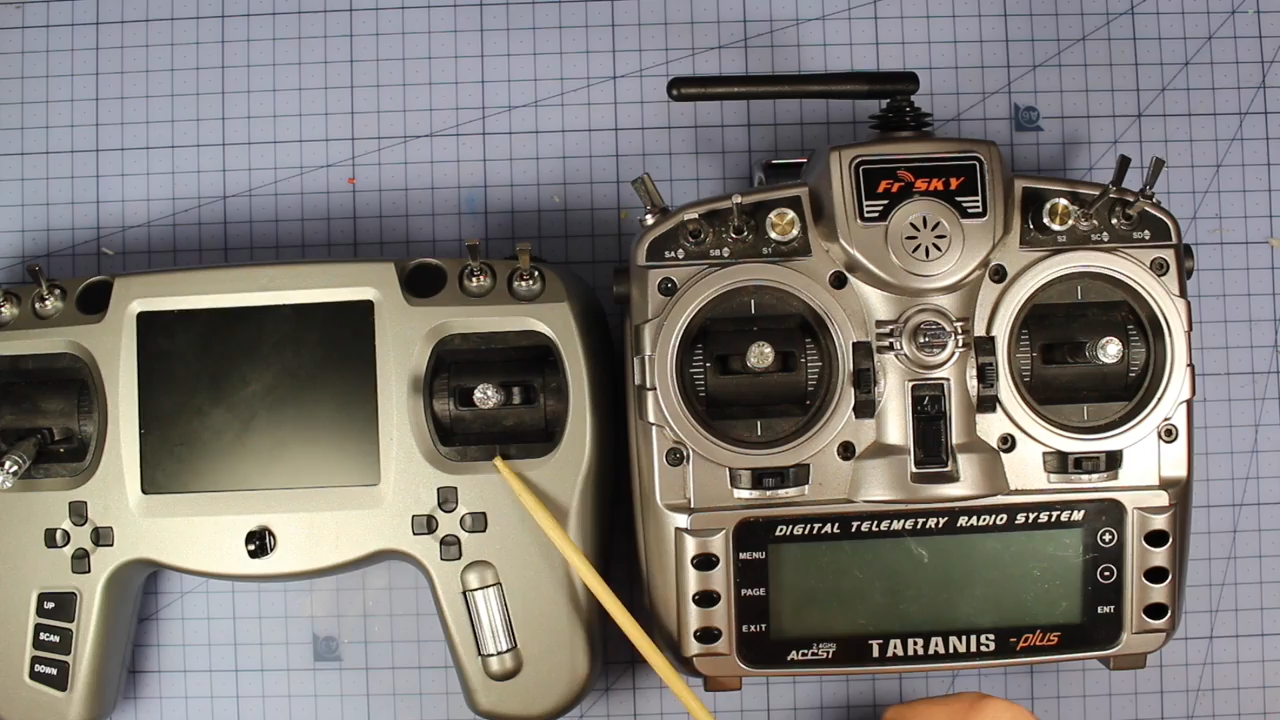 FrSKY
SA
SB
S1
S2
SC
SD
DIGITAL TELEMETRY RADIO SYSTEM
MENU
PAGE
EXIT
ENT
2.4GHz
ACCST
TARANIS -plus
UP
SCAN
DOWN
A6